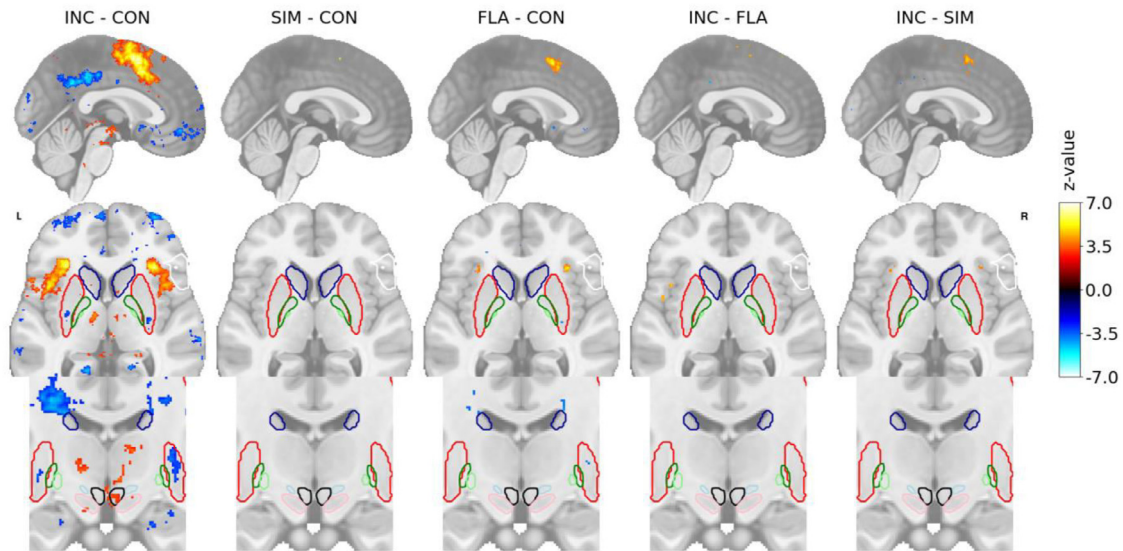 INC - CON SIM - CON FLA - CON INC - FLA INC - SIM
L
R
z-value
7.0
3.5
0.0
-3.5
-7.0